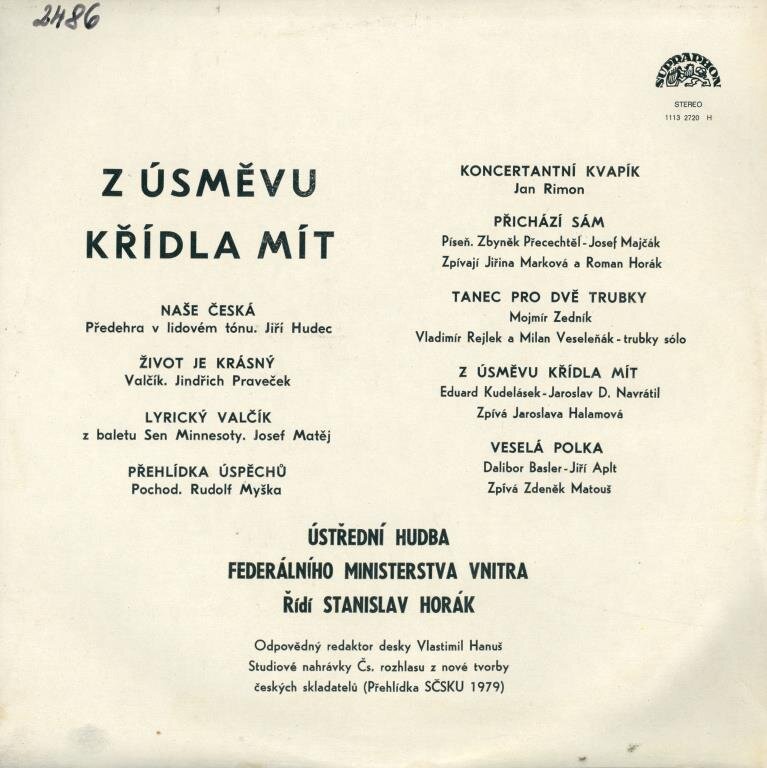 2486
SUPRAPHON
STEREO
1113 2720 H
Z ÚSMĚVU
KŘÍDLA MÍT
NAŠE ČESKÁ
Předehra v lidovém tónu. Jiří Hudec
ŽIVOT JE KRÁSNÝ
Valčík. Jindřich Praveček
LYRICKÝ VALČÍK
z baletu Sen Minnesoty. Josef Matěj
PŘEHLÍDKA ÚSPĚCHŮ
Pochod. Rudolf Myška
KONCERTANTNÍ KVAPÍK
Jan Rimon
PŘICHÁZÍ SÁM
Píseň. Zbyněk Přecechtěl - Josef Majčák
Zpívají Jiřina Marková a Roman Horák
TANEC PRO DVĚ TRUBKY
Mojmír Zedník
Vladimír Rejlek a Milan Veseleňák - trubky sólo
Z ÚSMĚVU KŘÍDLA MÍT
Eduard Kudelásek - Jaroslav D. Navrátil
Zpívá Jaroslava Halamová
VESELÁ POLKA
Dalibor Basler - Jiří Aplt
Zpívá Zdeněk Matouš
ÚSTŘEDNÍ HUDBA
FEDERÁLNÍHO MINISTERSTVA VNITRA
Řídí STANISLAV HORÁK
Odpovědný redaktor desky Vlastimil Hanuš
Studiové nahrávky Čs. rozhlasu z nové tvorby
českých skladatelů (Přehlídka SČSKU 1979)